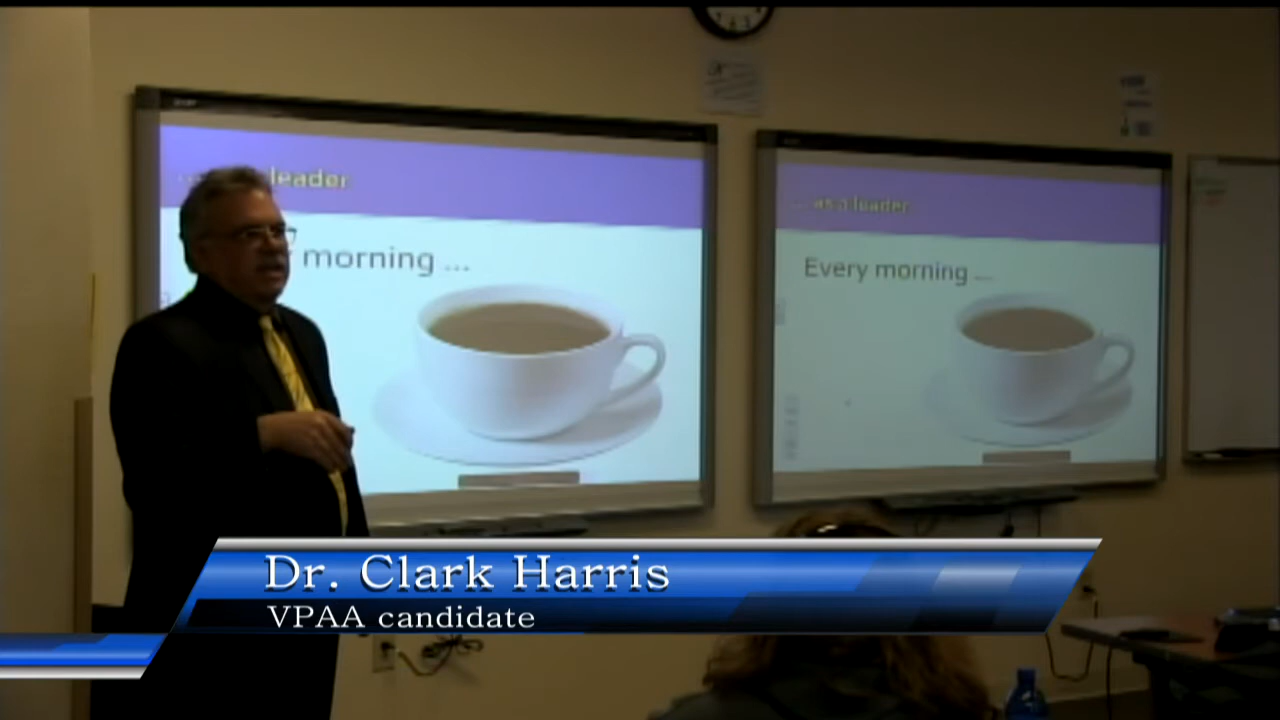 leader
morning ...
... as a leader
Every morning ...
Dr. Clark Harris
VPAA candidate